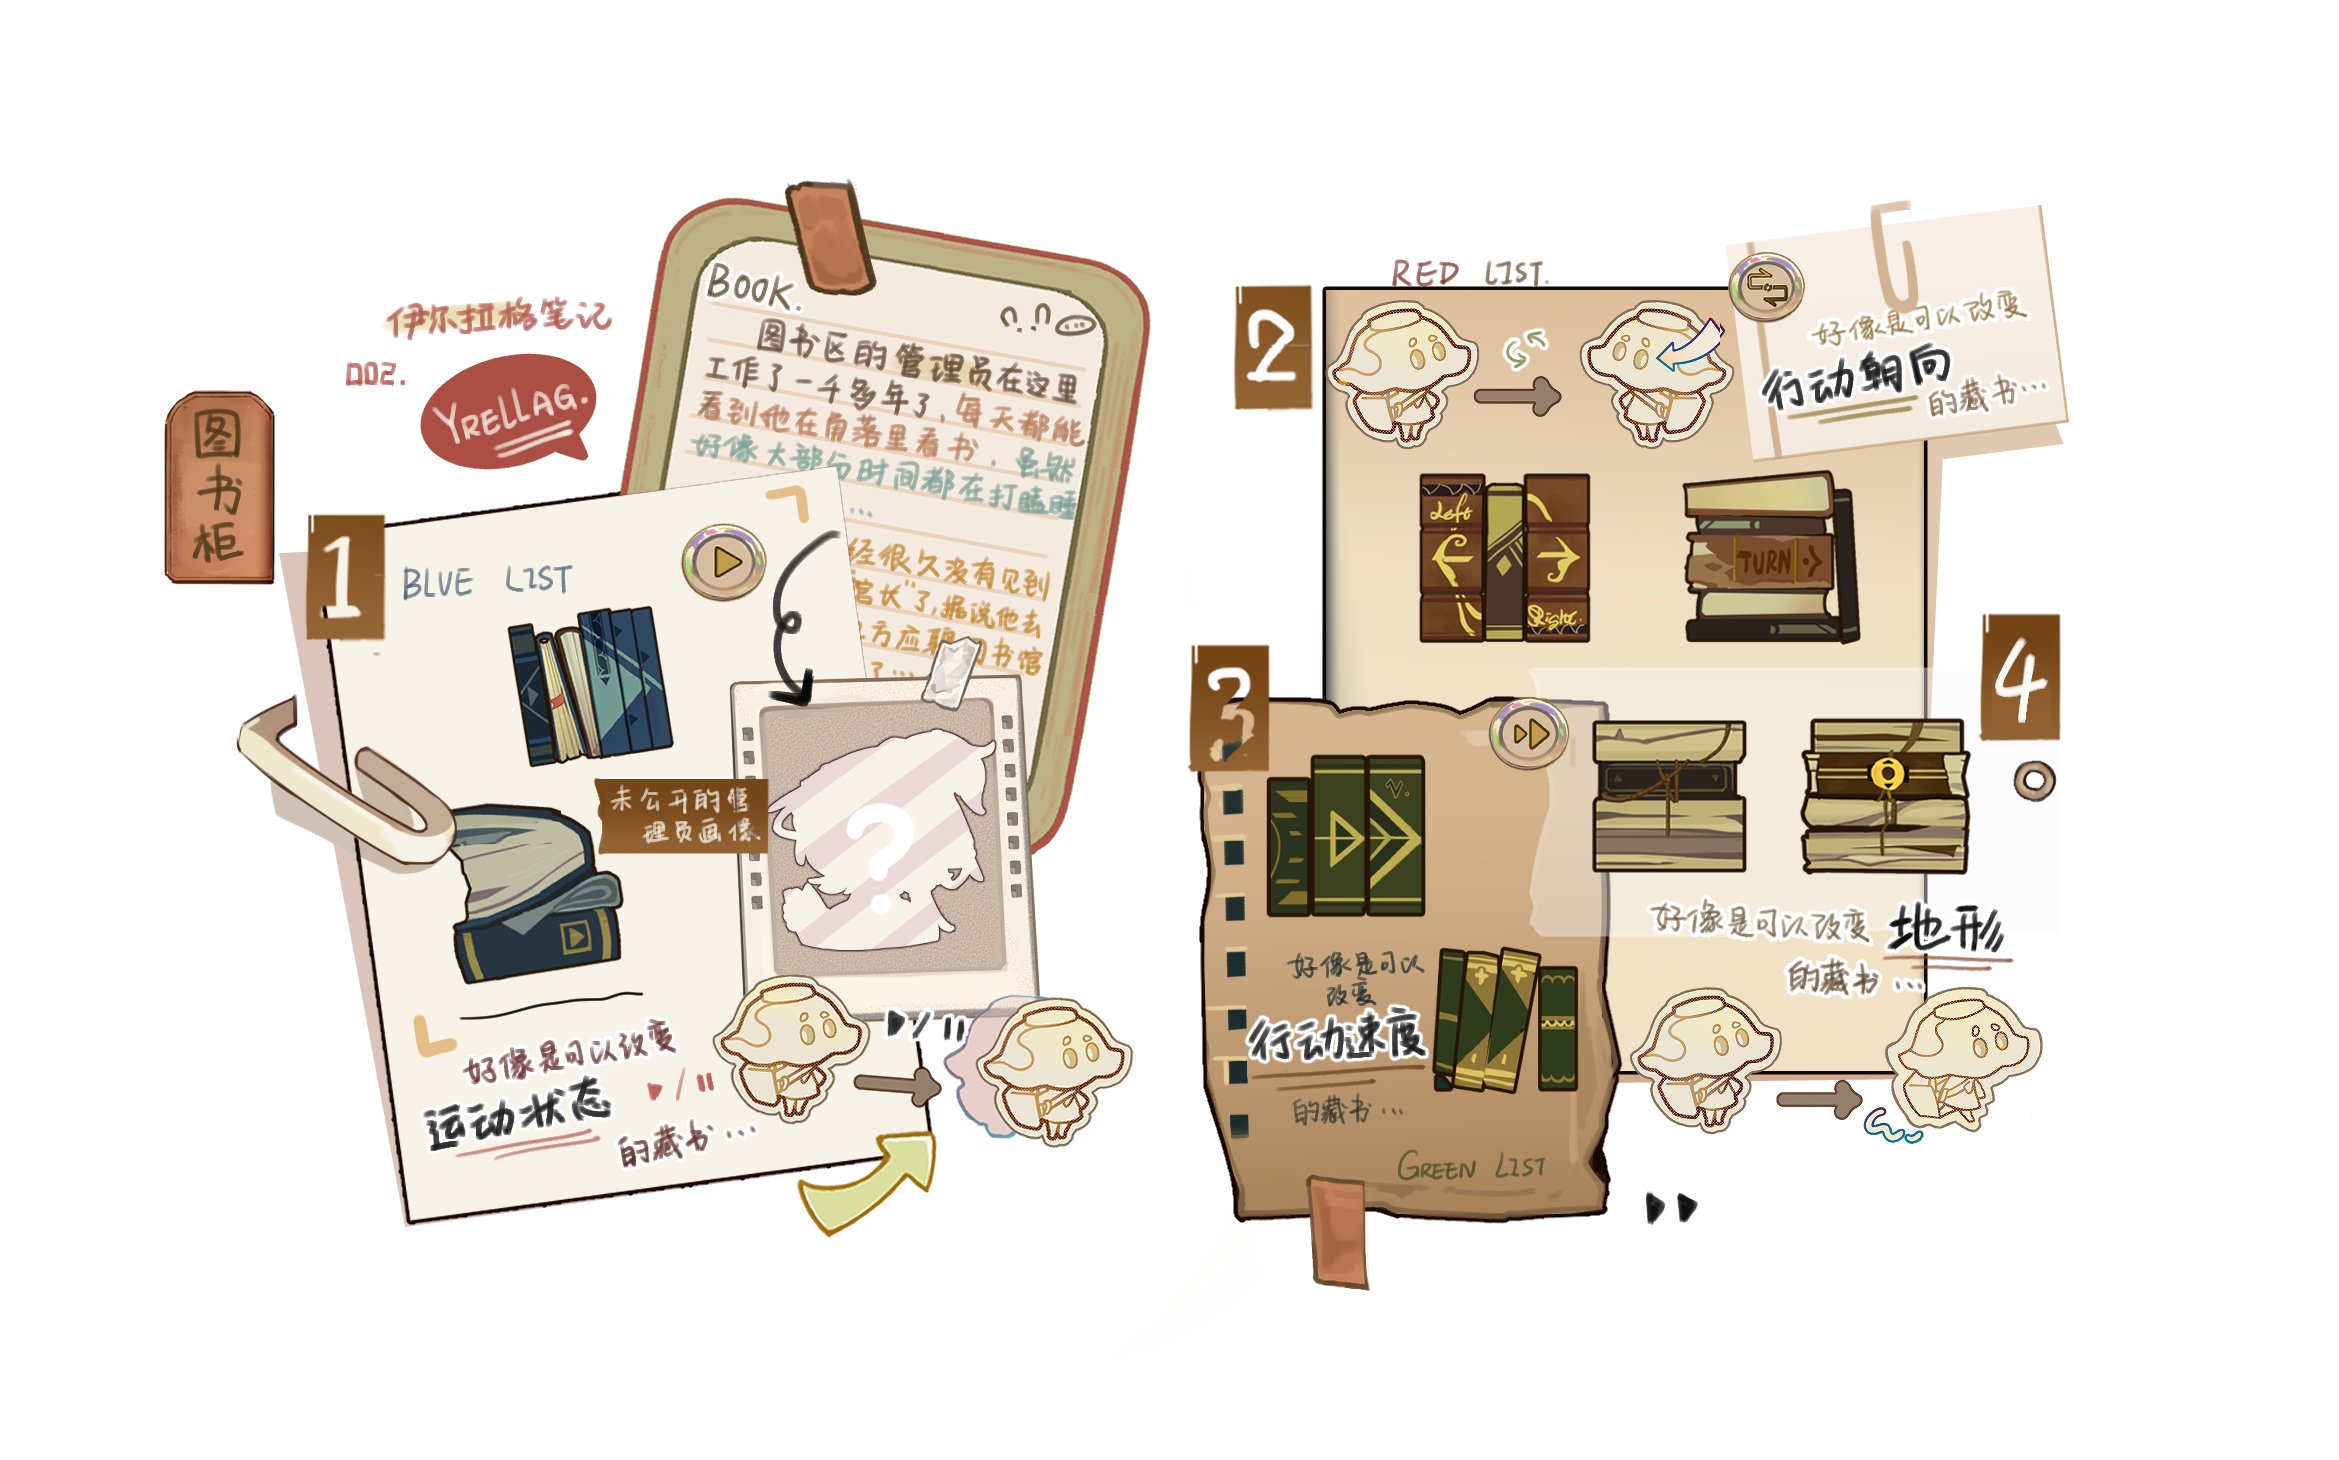 图书柜
伊尔拉格笔记
002.
YRELLAG.
BOOK.
图书区的管理员在这里
工作了一千多年了,每天都能
看到他在角落里看书,虽然
好像大部分时间都在打瞌睡
...
经很久没有见到
馆长"了,据说他去
方应聘 图书馆
了...
1
BLUE LIST
未公开的管
理员画像
?
好像是可以改变
运动状态
的藏书...
2
RED LIST.
好像是可以改变
行动朝向
的藏书...
Left
Right.
TURN
3
V.
好像是可以
改变
行动速度
的藏书...
GREEN LIST
4
好像是可以改变 地形
的藏书...